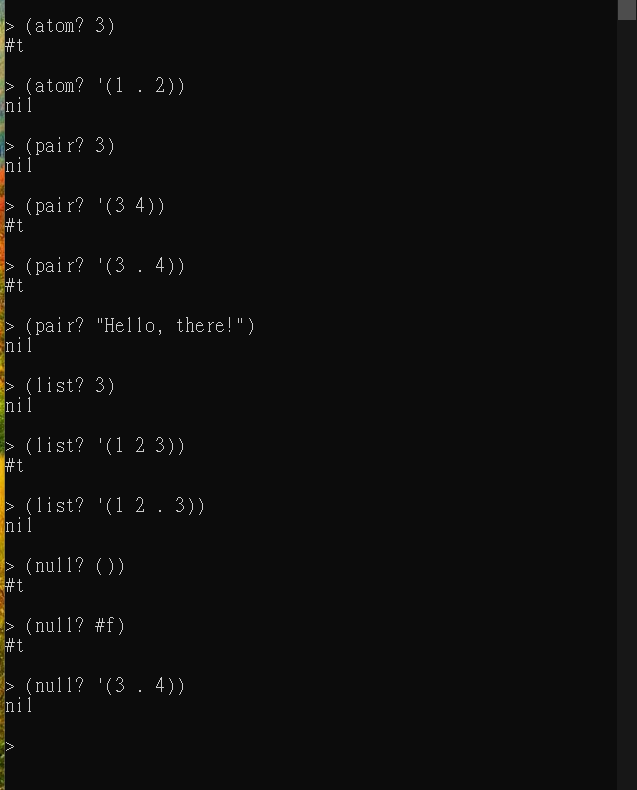 > (atom? 3)
#t
> (atom? '(1 . 2))
nil
> (pair? 3)
nil
> (pair? '(3 4))
#t
> (pair? '(3 . 4))
#t
> (pair? "Hello, there!")
nil
> (list? 3)
nil
> (list? '(1 2 3))
#t
> (list? '(1 2 . 3))
nil
> (null? ())
#t
> (null? #f)
#t
> (null? '(3 . 4))
nil
>